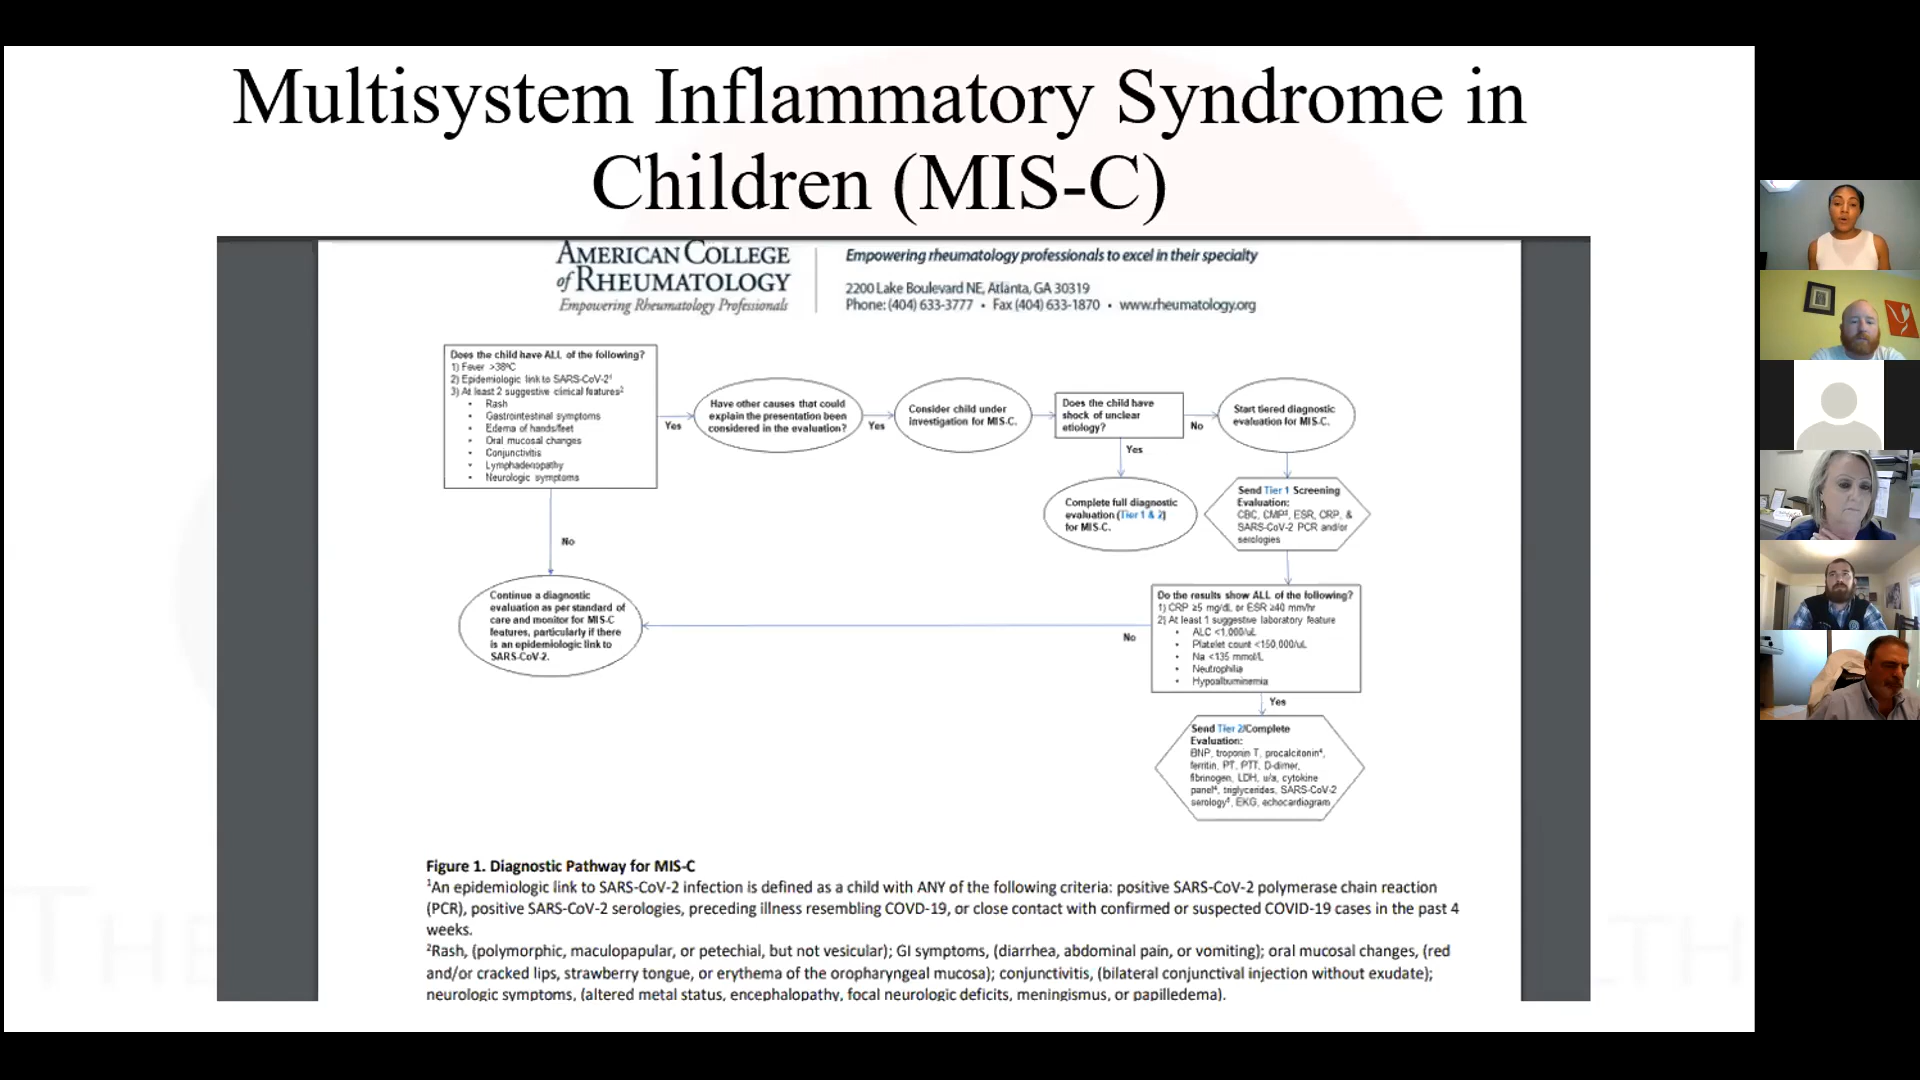 Multisystem Inflammatory Syndrome in
Children (MIS-C)
AMERICAN COLLEGE
of RHEUMATOLOGY
Empowering Rheumatology Professionals
Empowering rheumatology professionals to excel in their specialty
2200 Lake Boulevard NE, Atlanta, GA 30319
Phone: (404) 633-3777 • Fax (404) 633-1870 • www.rheumatology.org
Does the child have ALL of the following?
1) Fever >38ºC
2) Epidemiologic link to SARS-CoV-2¹
3) At least 2 suggestive clinical features²
• Rash
• Gastrointestinal symptoms
• Edema of hands/feet
• Oral mucosal changes
• Conjunctivitis
• Lymphadenopathy
• Neurologic symptoms
Yes
Have other causes that could
explain the presentation been
considered in the evaluation?
Yes
Consider child under
investigation for MIS-C.
Does the child have
shock of unclear
etiology?
No
Start tiered diagnostic
evaluation for MIS-C.
Yes
Complete full diagnostic
evaluation (Tier 1 & 2)
for MIS-C.
Send Tier 1 Screening
Evaluation:
CBC, CMP³, ESR, CRP, &
SARS-CoV-2 PCR and/or
serologies
No
Continue a diagnostic
evaluation as per standard of
care and monitor for MIS-C
features, particularly if there
is an epidemiologic link to
SARS-CoV-2.
Do the results show ALL of the following?
1) CRP ≥5 mg/dL or ESR ≥40 mm/hr
2) At least 1 suggestive laboratory feature
• ALC <1,000/uL
• Platelet count <150,000/uL
• Na <135 mmol/L
• Neutrophilia
• Hypoalbuminemia
No
Yes
Send Tier 2/Complete
Evaluation:
BNP, troponin T, procalcitonin⁴,
ferritin, PT, PTT, D-dimer,
fibrinogen, LDH, u/a, cytokine
panel⁴, triglycerides, SARS-CoV-2
serology⁵, EKG, echocardiogram
Figure 1. Diagnostic Pathway for MIS-C
¹An epidemiologic link to SARS-CoV-2 infection is defined as a child with ANY of the following criteria: positive SARS-CoV-2 polymerase chain reaction
(PCR), positive SARS-CoV-2 serologies, preceding illness resembling COVD-19, or close contact with confirmed or suspected COVID-19 cases in the past 4
weeks.
²Rash, (polymorphic, maculopapular, or petechial, but not vesicular); GI symptoms, (diarrhea, abdominal pain, or vomiting); oral mucosal changes, (red
and/or cracked lips, strawberry tongue, or erythema of the oropharyngeal mucosa); conjunctivitis, (bilateral conjunctival injection without exudate);
neurologic symptoms, (altered metal status, encephalopathy, focal neurologic deficits, meningismus, or papilledema).